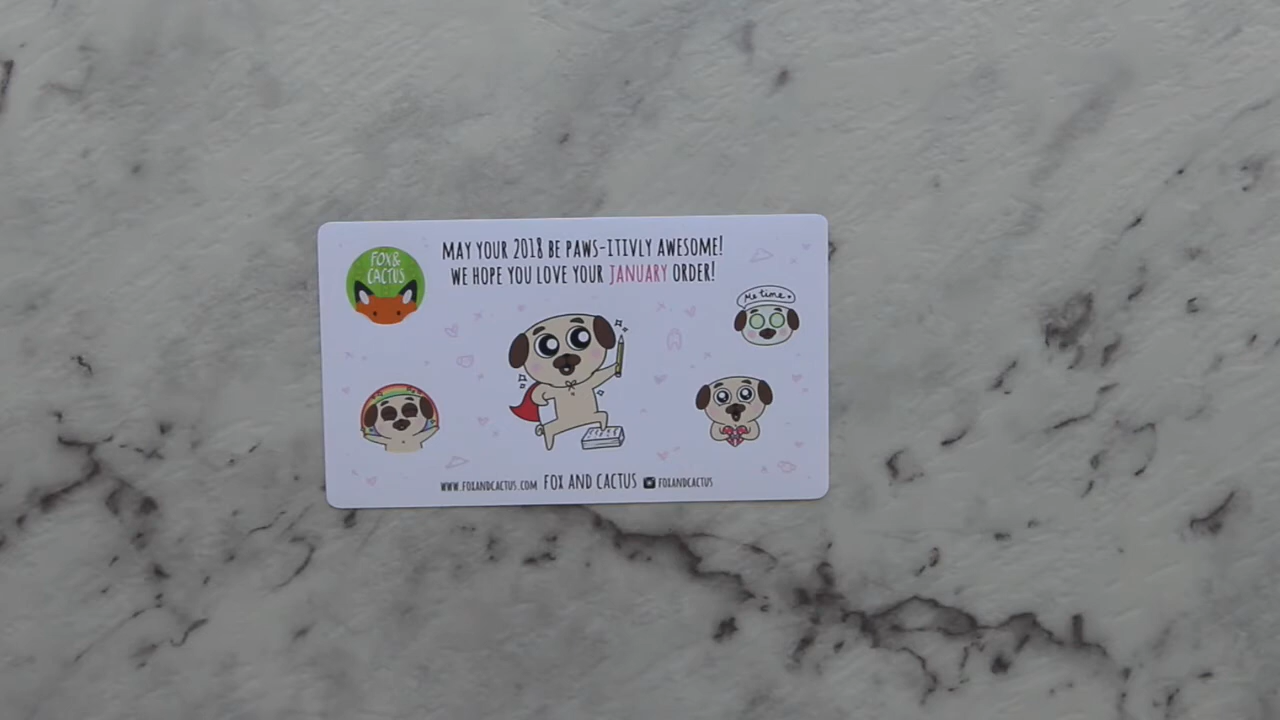 MAY YOUR 2018 BE PAWS-ITIVLY AWESOME!
WE HOPE YOU LOVE YOUR JANUARY ORDER!
FOX&
CACTUS
Me time
WWW.FOXANDCACTUS.COM FOX AND CACTUS FOXANDCACTUS